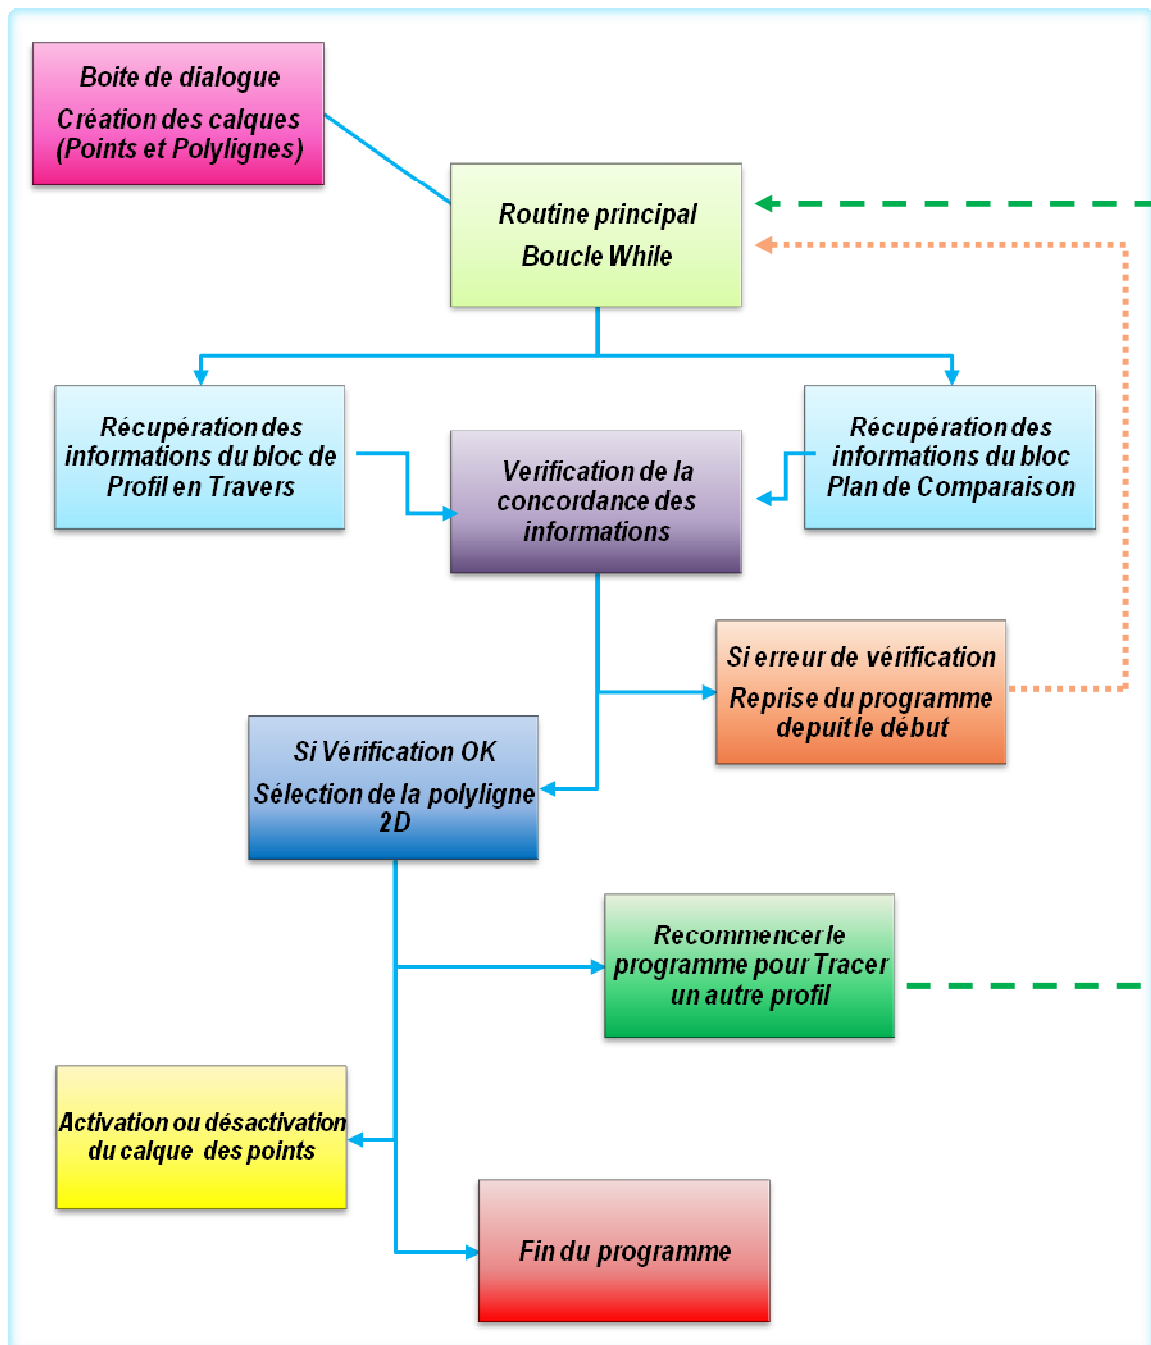 Boite de dialogue
Création des calques
(Points et Polylignes)
Routine principal
Boucle While
Récupération des
informations du bloc de
Profil en Travers
Verification de la
concordance des
informations
Récupération des
informations du bloc
Plan de Comparaison
Si erreur de vérification
Reprise du programme
depuit le début
Si Vérification OK
Sélection de la polyligne
2D
Recommencer le
programme pour Tracer
un autre profil
Activation ou désactivation
du calque des points
Fin du programme